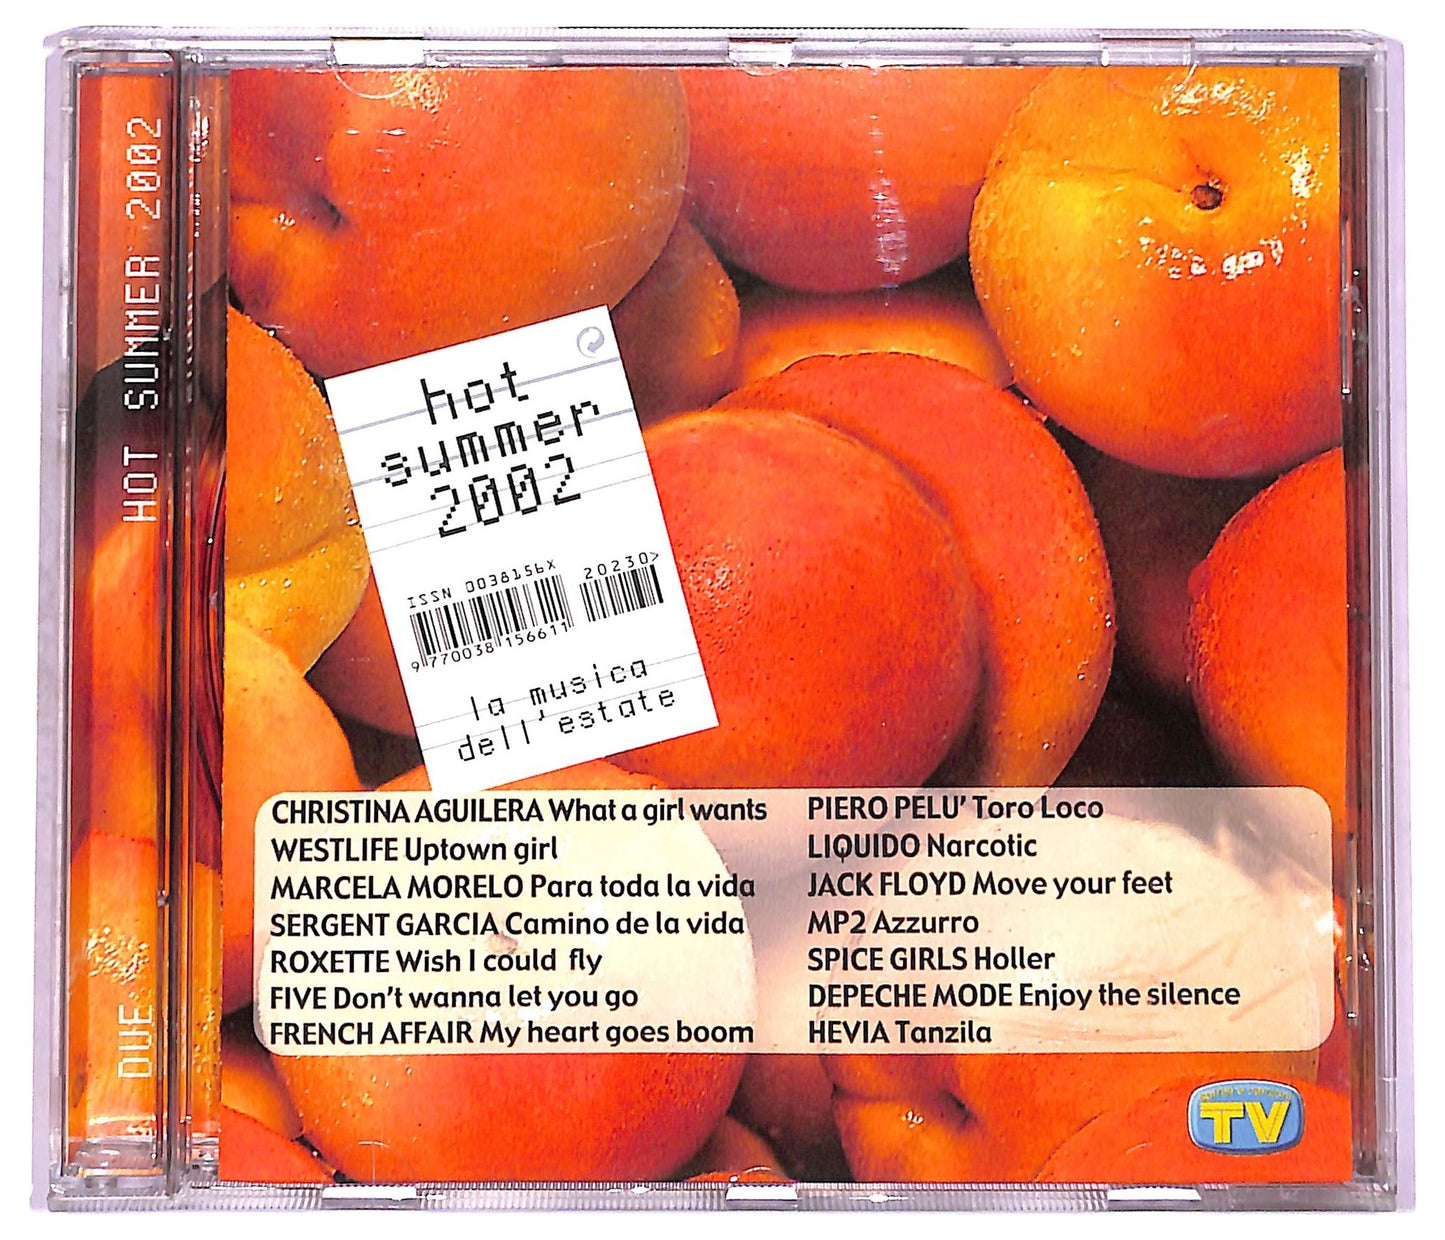 HOT SUMMER 2002
DUE
hot
summer
2002
ISSN 0038156X
20230>
9 770038 156611
la musica
dell'estate
CHRISTINA AGUILERA What a girl wants
WESTLIFE Uptown girl
MARCELA MORELO Para toda la vida
SERGENT GARCIA Camino de la vida
ROXETTE Wish I could fly
FIVE Don't wanna let you go
FRENCH AFFAIR My heart goes boom
PIERO PELU' Toro Loco
LIQUIDO Narcotic
JACK FLOYD Move your feet
MP2 Azzurro
SPICE GIRLS Holler
DEPECHE MODE Enjoy the silence
HEVIA Tanzila
TV